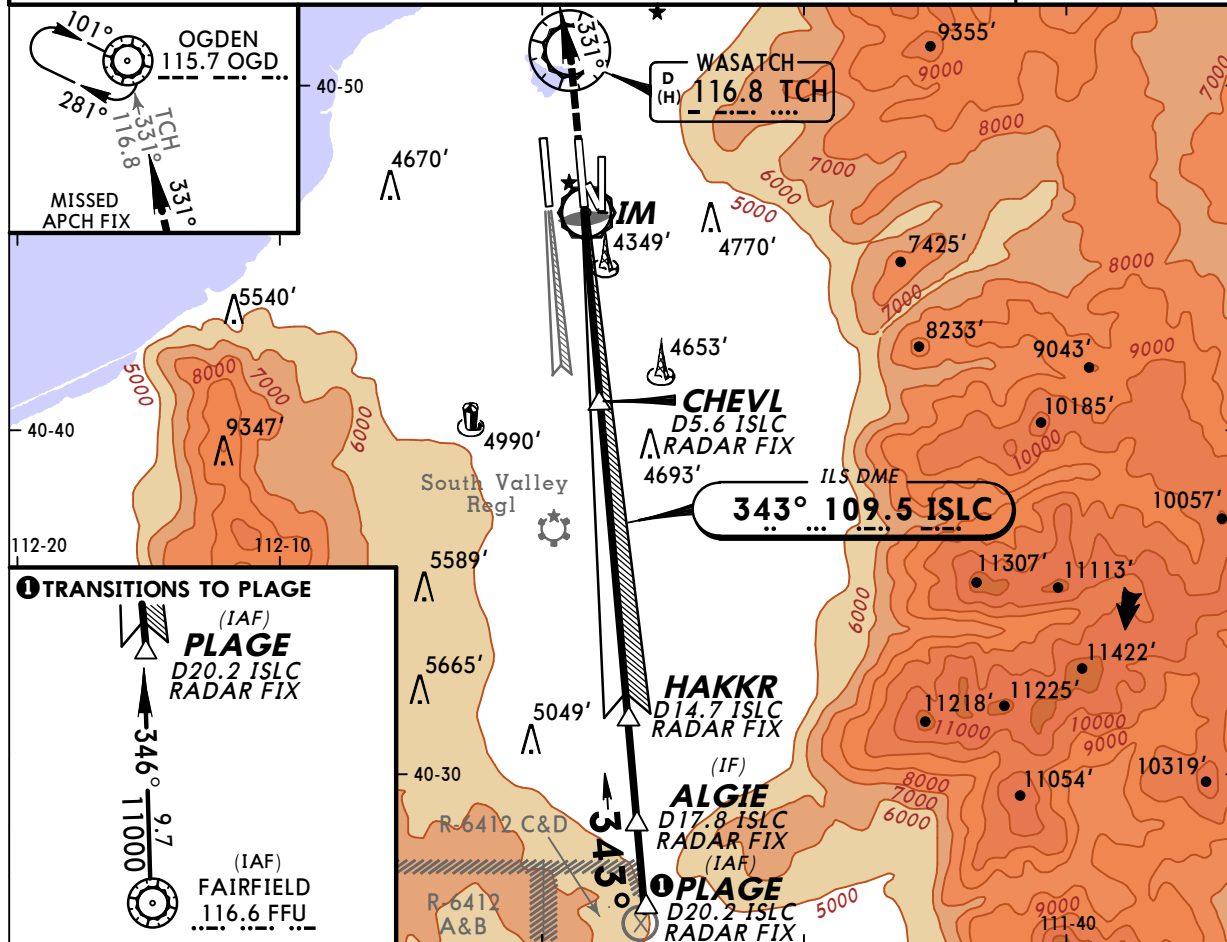 101°
OGDEN
115.7 OGD
281°
TCH
331°
116.8
331°
MISSED
APCH FIX
331°
WASATCH
D
(H)
116.8 TCH
40-50
9355'
9000
8000
7000
7000
6000
5000
4670'
IM
4349'
4770'
7425'
7000
8000
5540'
5000
8000
7000
6000
9347'
40-40
4990'
4653'
CHEVL
D5.6 ISLC
RADAR FIX
4693'
8233'
9043'
9000
10185'
10000
10057'
South Valley
Regl
ILS DME
343° 109.5 ISLC
112-20
112-10
5589'
11307'
11113'
6000
1 TRANSITIONS TO PLAGE
(IAF)
PLAGE
D20.2 ISLC
RADAR FIX
346°
9.7
11000
(IAF)
FAIRFIELD
116.6 FFU
5665'
5049'
HAKKR
D14.7 ISLC
RADAR FIX
11422'
11218'
11225'
11000
10000
9000
40-30
(IF)
ALGIE
D17.8 ISLC
RADAR FIX
343°
11054'
10319'
8000
7000
6000
R-6412 C&D
(IAF)
1 PLAGE
D20.2 ISLC
RADAR FIX
R-6412
A&B
5000
9000
111-40